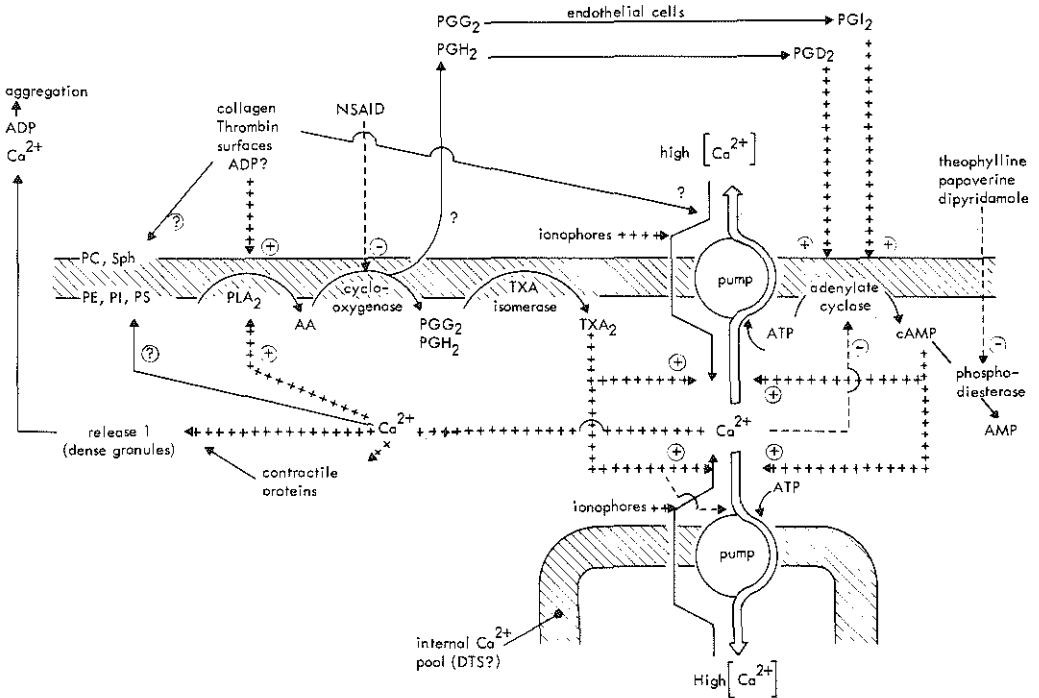 PGG2
endothelial cells
PGI2
PGH2
PGD2
aggregation
ADP
Ca2+
collagen
Thrombin
surfaces
ADP?
NSAID
high [Ca2+]
theophylline
papaverine
dipyridamole
?
?
?
ionophores
+
-
+
+
PC, Sph
PE, PI, PS
PLA2
AA
cyclo-
oxygenase
PGG2
PGH2
TXA
isomerase
TXA2
pump
ATP
adenylate
cyclase
cAMP
-
-
phospho-
diesterase
AMP
?
+
+
+
release 1
(dense granules)
Ca2+
Ca2+
contractile
proteins
+
+
ATP
ionophores
pump
internal Ca2+
pool (DTS?)
High [Ca2+]